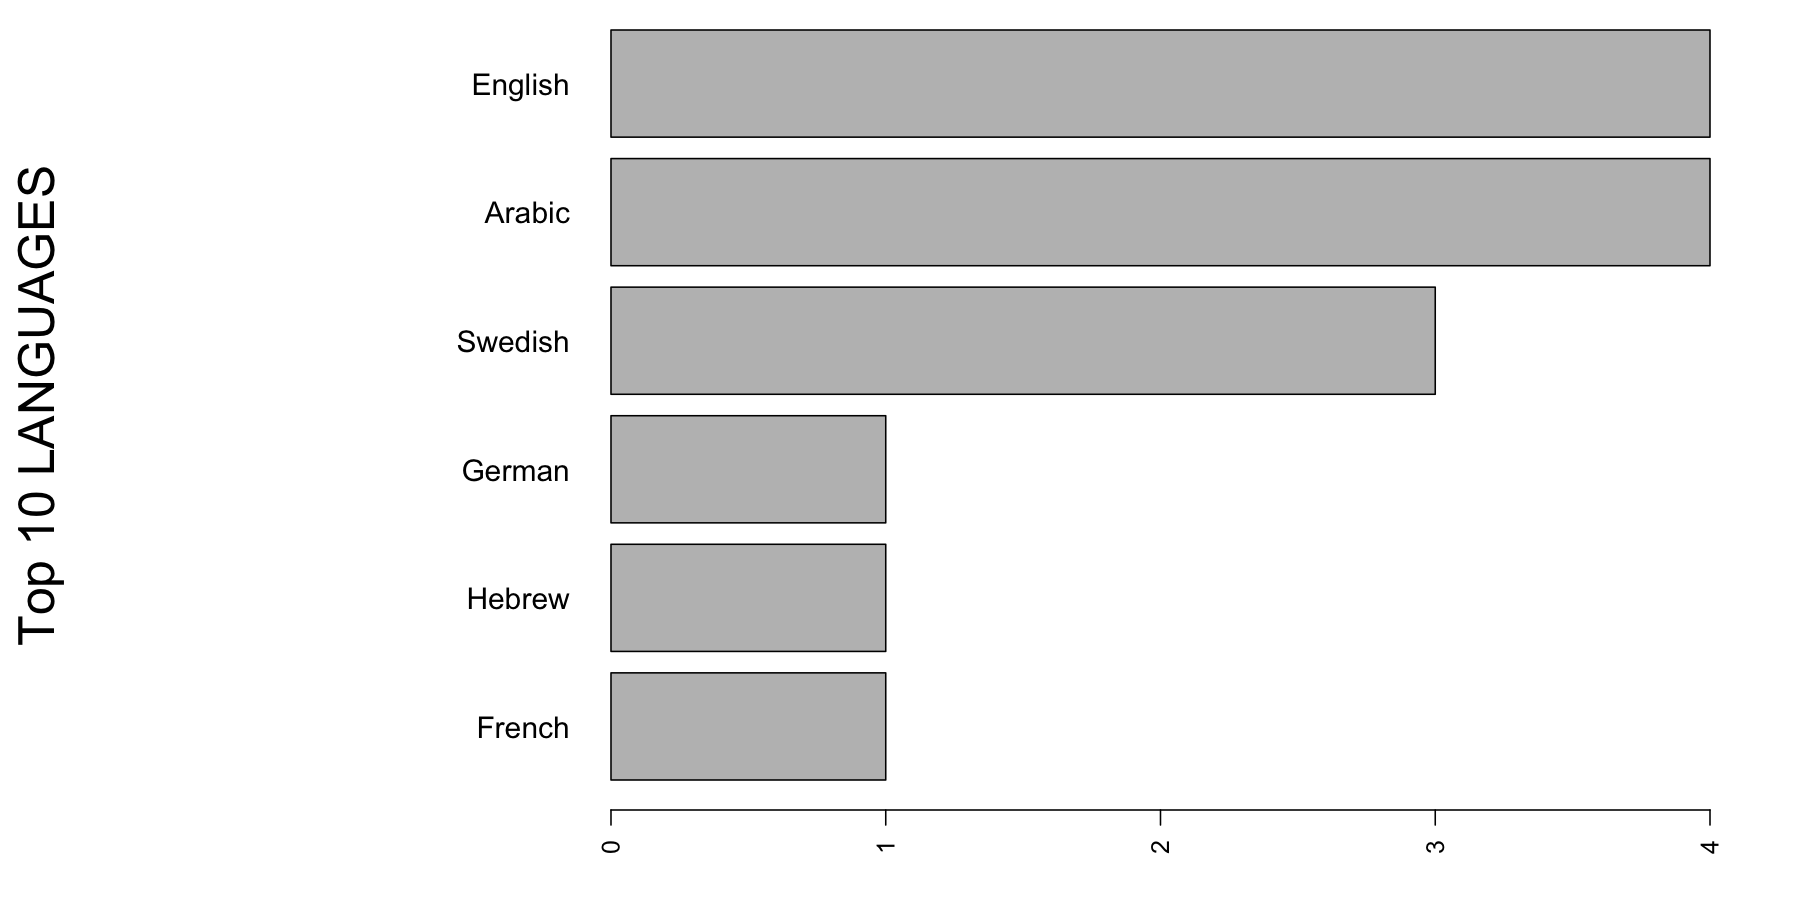 Top 10 LANGUAGES
English
Arabic
Swedish
German
Hebrew
French
0 1 2 3 4